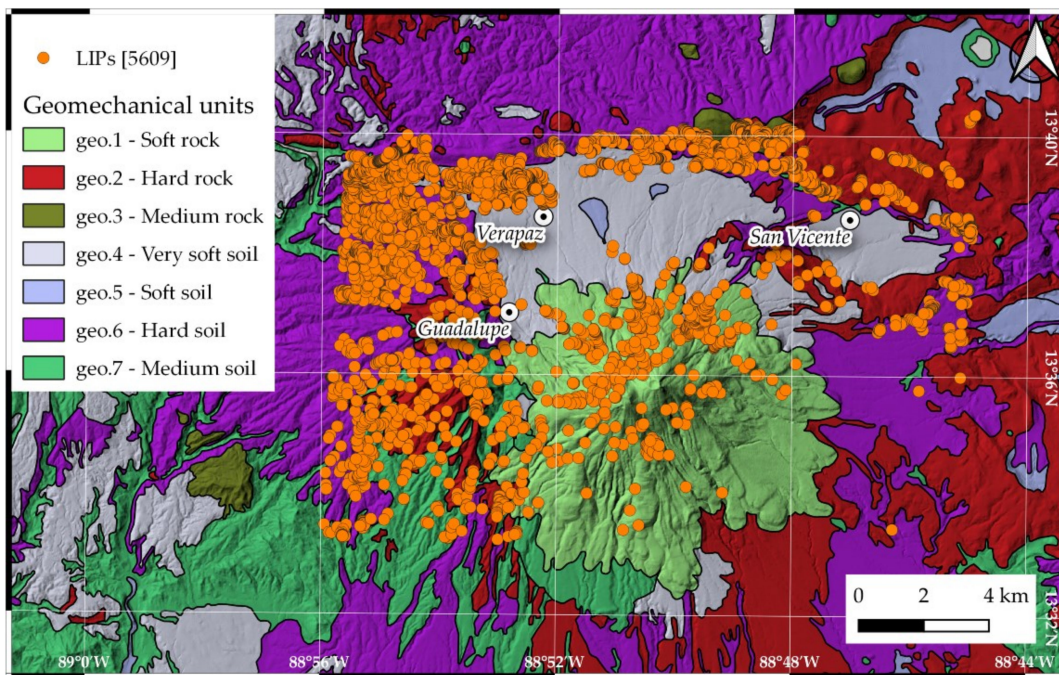 LIPs [5609]
Geomechanical units
geo.1 - Soft rock
geo.2 - Hard rock
geo.3 - Medium rock
geo.4 - Very soft soil
geo.5 - Soft soil
geo.6 - Hard soil
geo.7 - Medium soil
Verapaz
San Vicente
Guadalupe
13°40'N
13°36'N
13°32'N
0 2 4 km
89°0'W 88°56'W 88°52'W 88°48'W 88°44'W